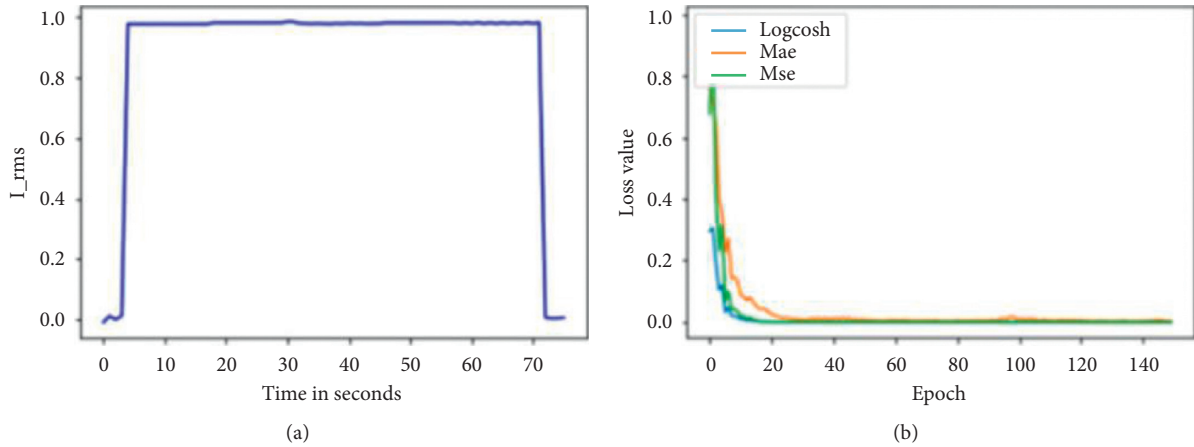 1.0
0.8
0.6
0.4
0.2
0.0
I_rms
0 10 20 30 40 50 60 70
Time in seconds
(a)
1.0
0.8
0.6
0.4
0.2
0.0
Loss value
Logcosh
Mae
Mse
0 20 40 60 80 100 120 140
Epoch
(b)